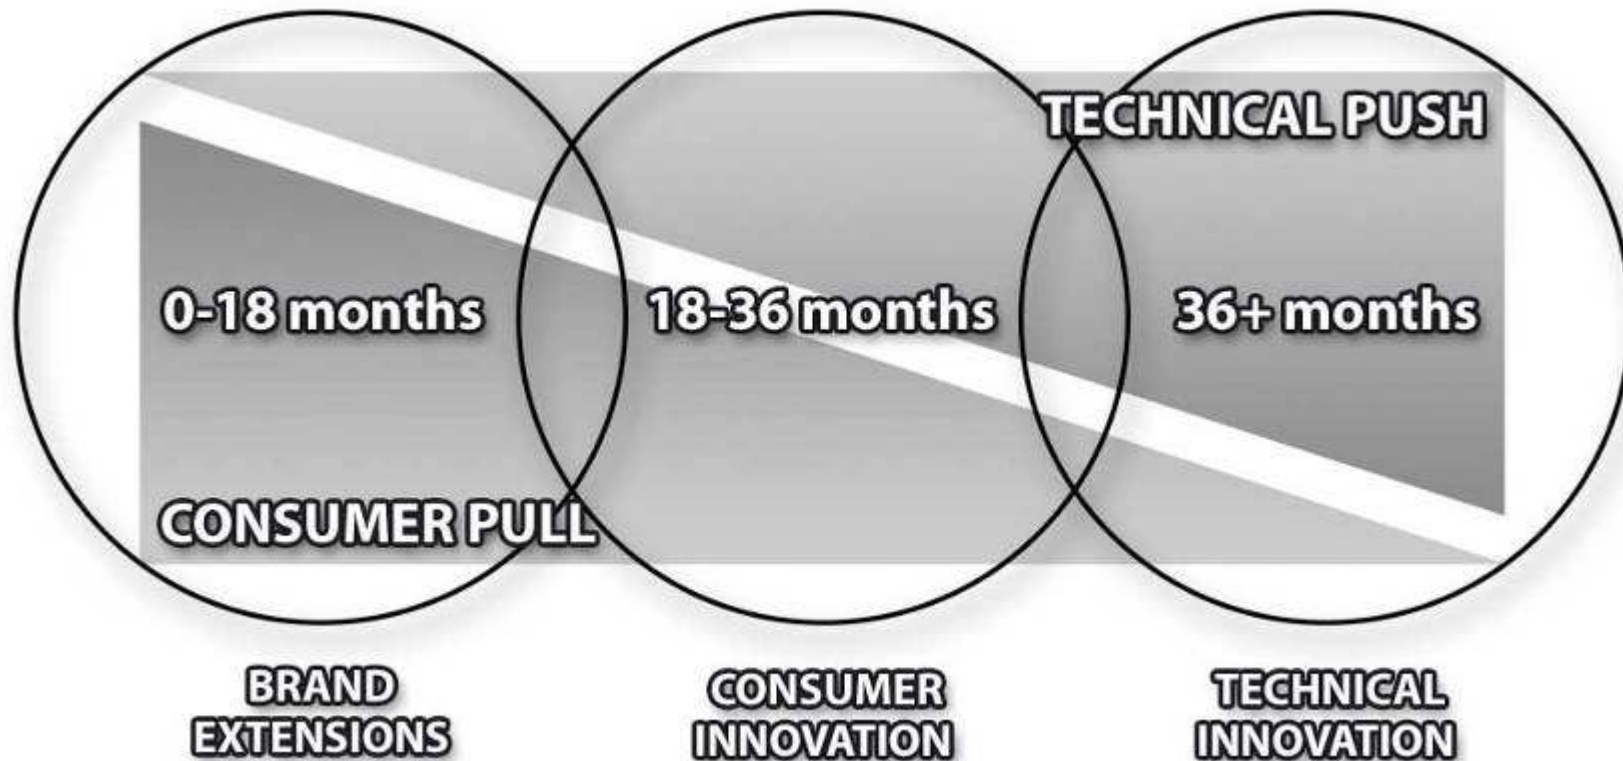 TECHNICAL PUSH
0-18 months
18-36 months
36+ months
CONSUMER PULL
BRAND
EXTENSIONS
CONSUMER
INNOVATION
TECHNICAL
INNOVATION